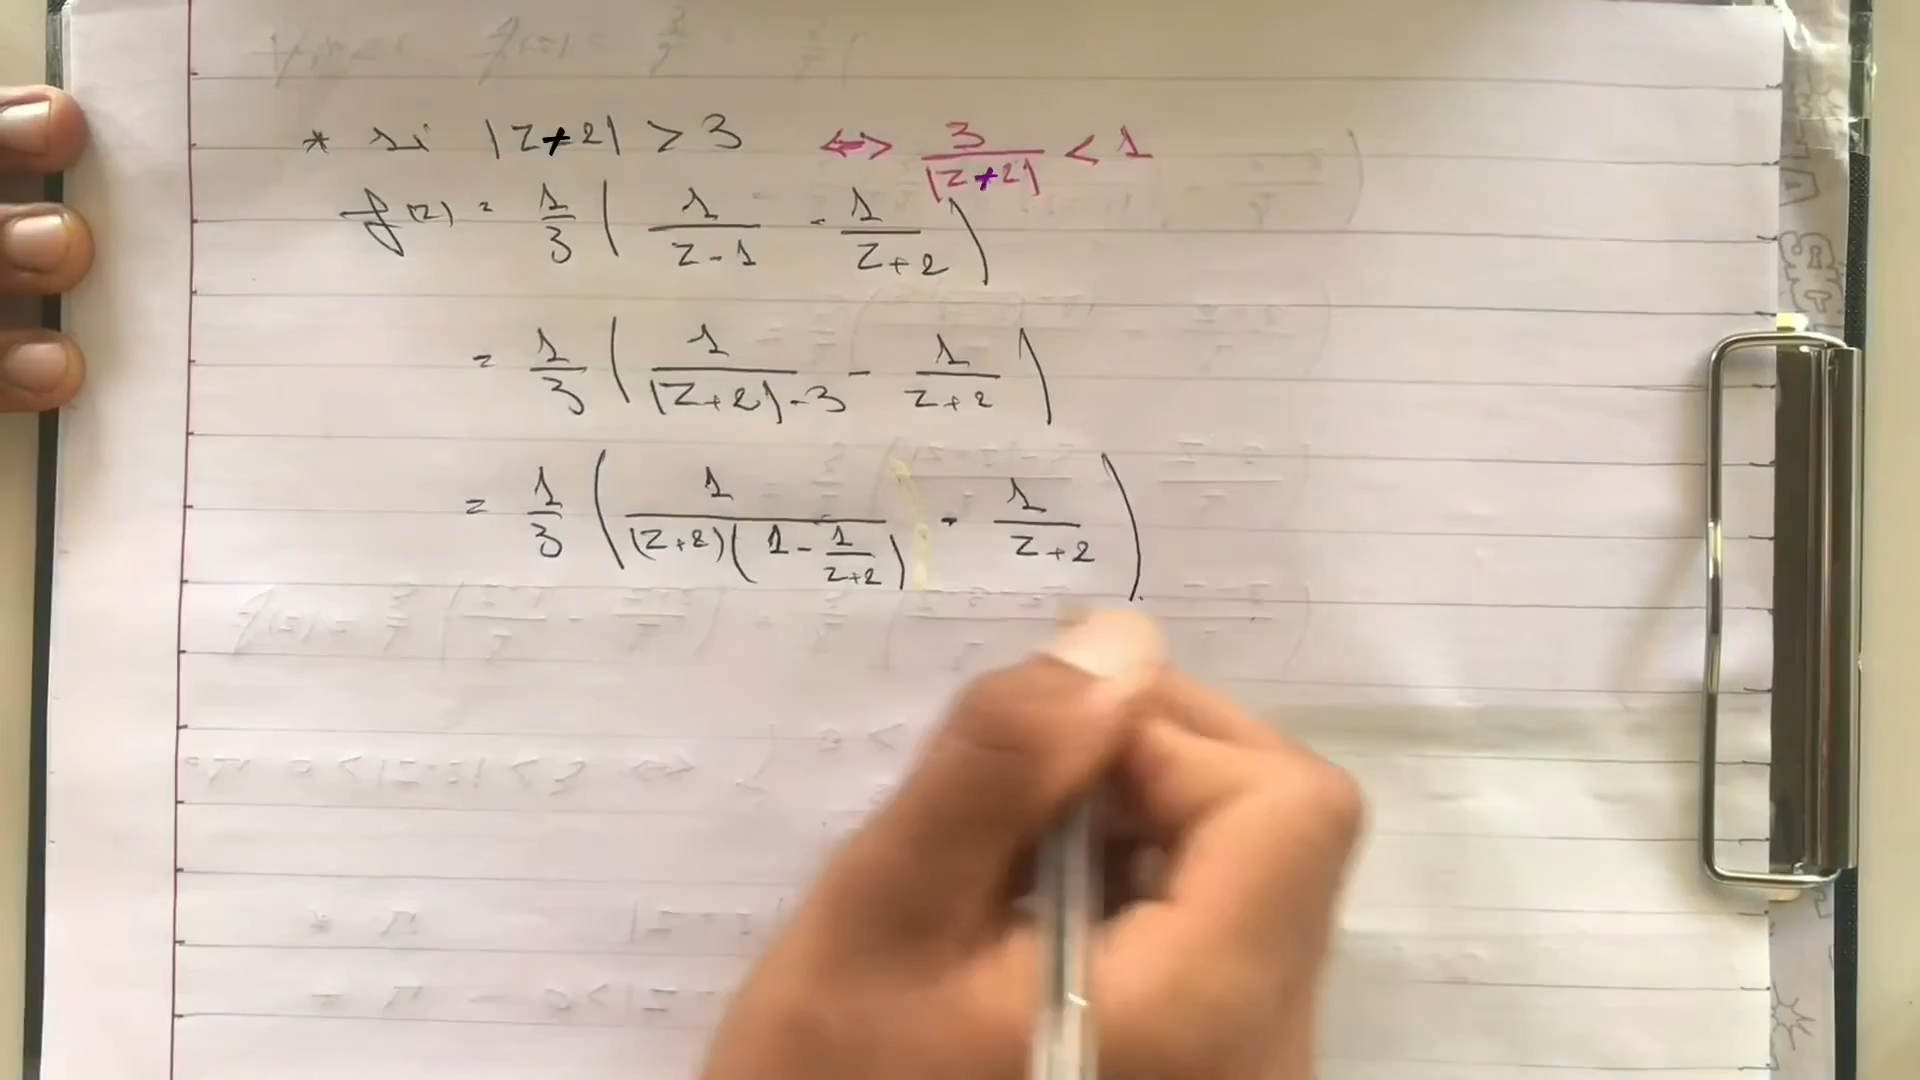 * si |z+2| > 3 <=> 3/|z+2| < 1
f(z) = 1/3 ( 1/(z-1) - 1/(z+2) )
= 1/3 ( 1/((z+2)-3) - 1/(z+2) )
= 1/3 ( 1/((z+2)(1 - 1/(z+2))) - 1/(z+2) )